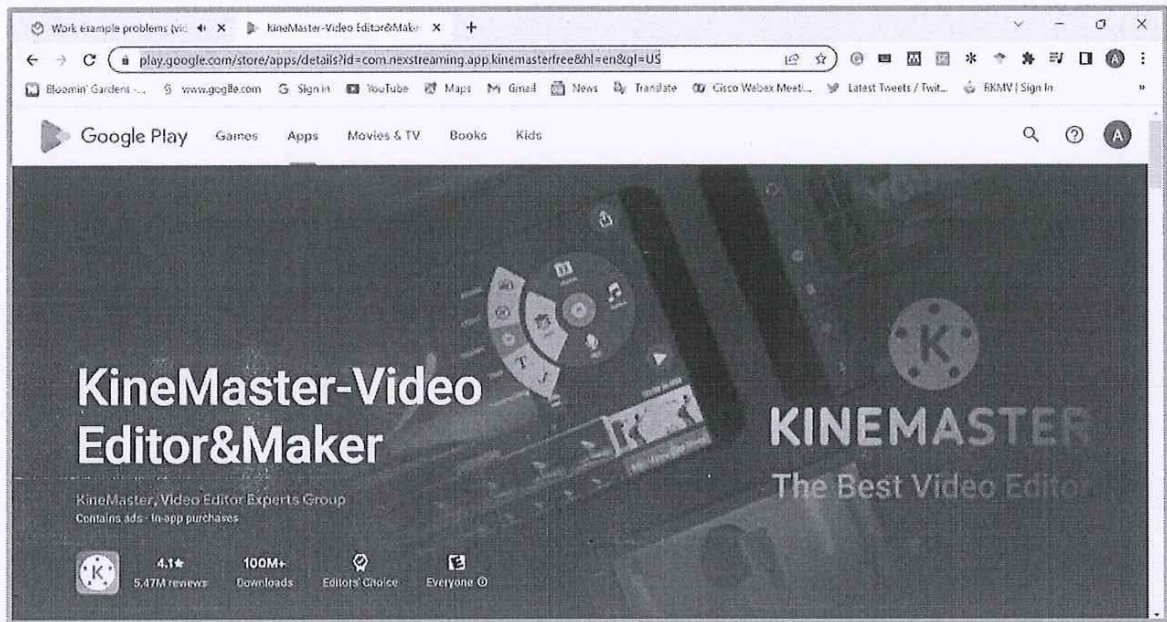 Work example problems (vic
KineMaster-Video Editor&Make
play.google.com/store/apps/details?id=com.nexstreaming.app.kinemasterfree&hl=en&gl=US
Bloomin' Gardens -... www.goglle.com Sign in YouTube Maps Gmail News Translate Cisco Webex Meeti... Latest Tweets / Twit... RKMV | Sign In
Google Play Games Apps Movies & TV Books Kids
A
KineMaster-Video
Editor&Maker
KineMaster, Video Editor Experts Group
Contains ads · In-app purchases
K
4.1★ 100M+
5.47M reviews Downloads Editors' Choice Everyone
K
KINEMASTER
The Best Video Editor